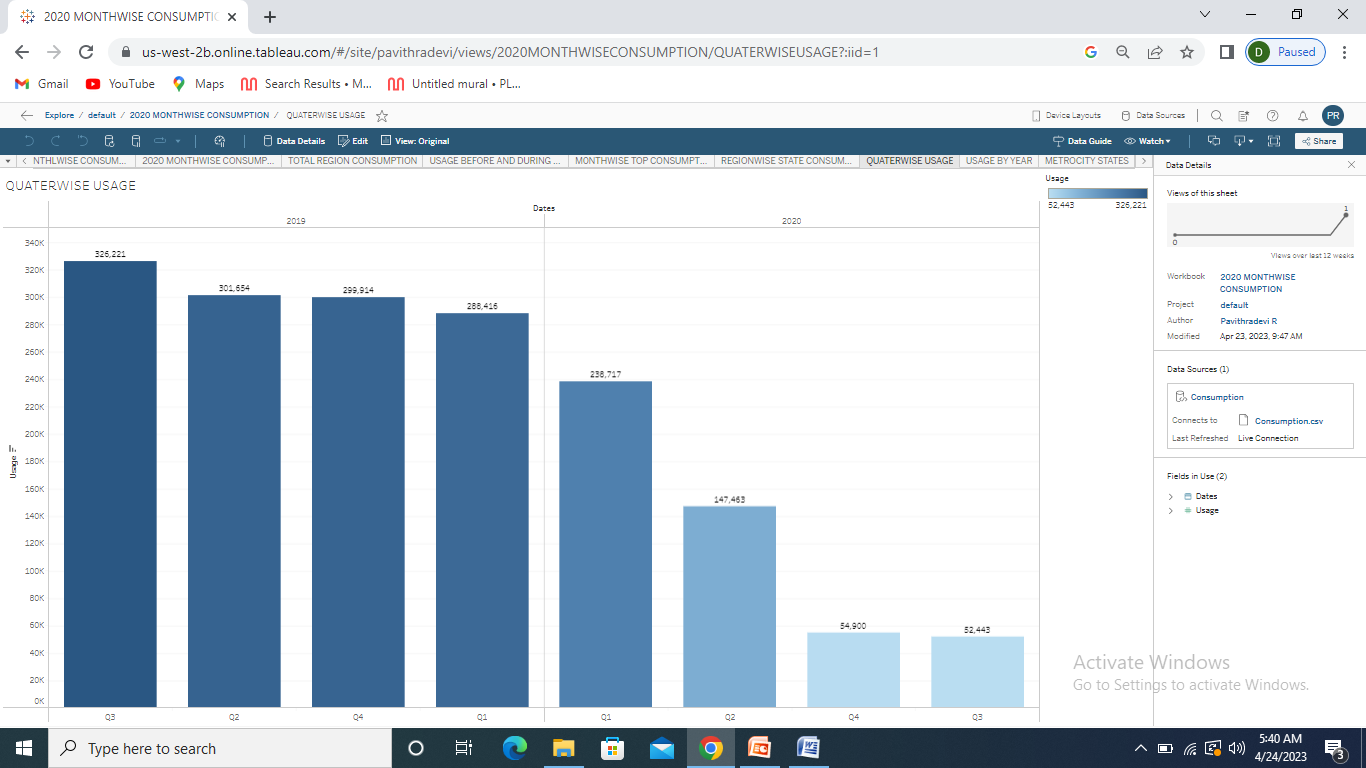 2020 MONTHWISE CONSUMPTIC
us-west-2b.online.tableau.com/#/site/pavithradevi/views/2020MONTHWISECONSUMPTION/QUATERWISEUSAGE?:iid=1
D Paused
Gmail YouTube Maps Search Results • M... Untitled mural • PL...
Explore / default / 2020 MONTHWISE CONSUMPTION / QUATERWISE USAGE
Device Layouts Data Sources PR
Data Details Edit View: Original Data Guide Watch Share
NTHLWISE CONSUM... 2020 MONTHWISE CONSUMP... TOTAL REGION CONSUMPTION USAGE BEFORE AND DURING ... MONTHWISE TOP CONSUMPT... REGIONWISE STATE CONSUM... QUATERWISE USAGE USAGE BY YEAR METROCITY STATES
QUATERWISE USAGE
Dates
2019 2020
Usage
340K
320K
300K
280K
260K
240K
220K
200K
180K
160K
140K
120K
100K
80K
60K
40K
20K
0K
326,221
301,654
299,914
288,416
238,717
147,463
54,900
52,443
Q3 Q2 Q4 Q1 Q1 Q2 Q4 Q3
Usage
52,443 326,221
Data Details
Views of this sheet
1
0
Views over last 12 weeks
Workbook 2020 MONTHWISE
CONSUMPTION
Project default
Author Pavithradevi R
Modified Apr 23, 2023, 9:47 AM
Data Sources (1)
Consumption
Connects to Consumption.csv
Last Refreshed Live Connection
Fields in Use (2)
Dates
Usage
Activate Windows
Go to Settings to activate Windows.
Type here to search
5:40 AM
4/24/2023
3